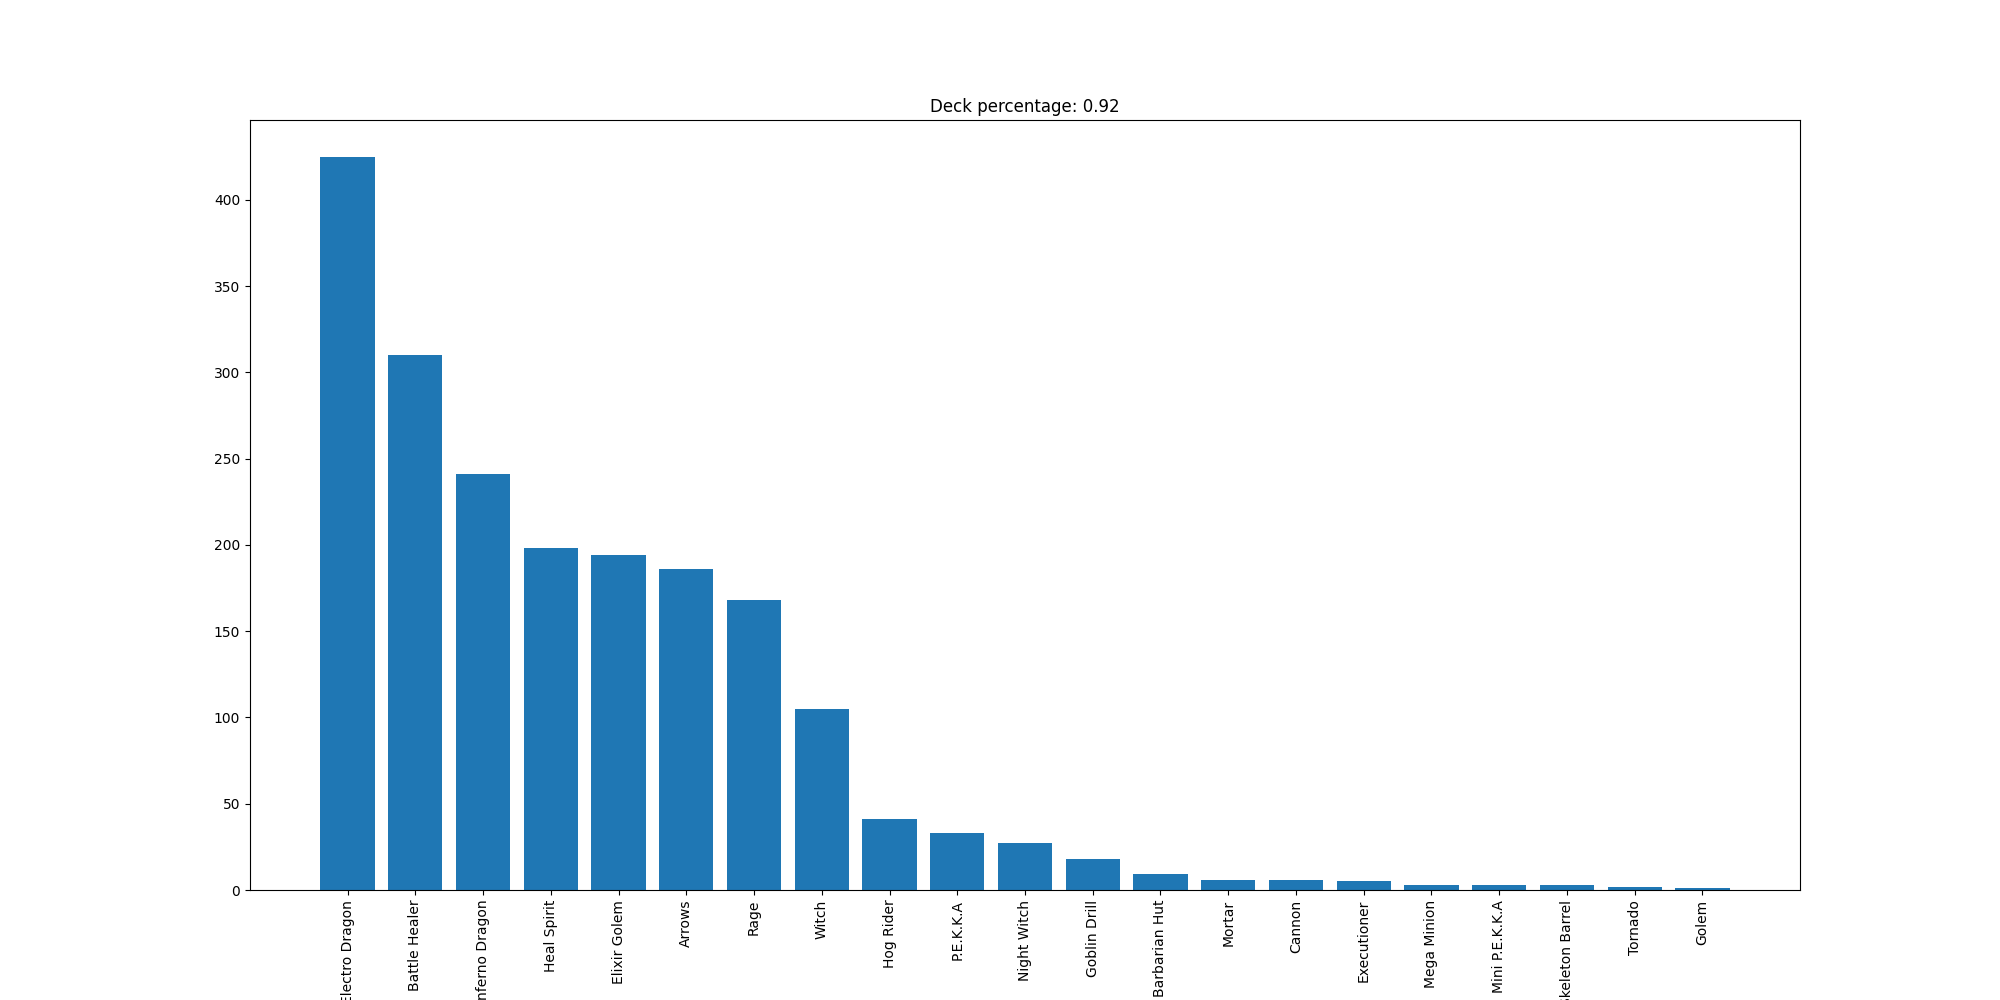 Deck percentage: 0.92
400
350
300
250
200
150
100
50
0
Electro Dragon
Battle Healer
nferno Dragon
Heal Spirit
Elixir Golem
Arrows
Rage
Witch
Hog Rider
P.E.K.K.A
Night Witch
Goblin Drill
Barbarian Hut
Mortar
Cannon
Executioner
Mega Minion
Mini P.E.K.K.A
keleton Barrel
Tornado
Golem